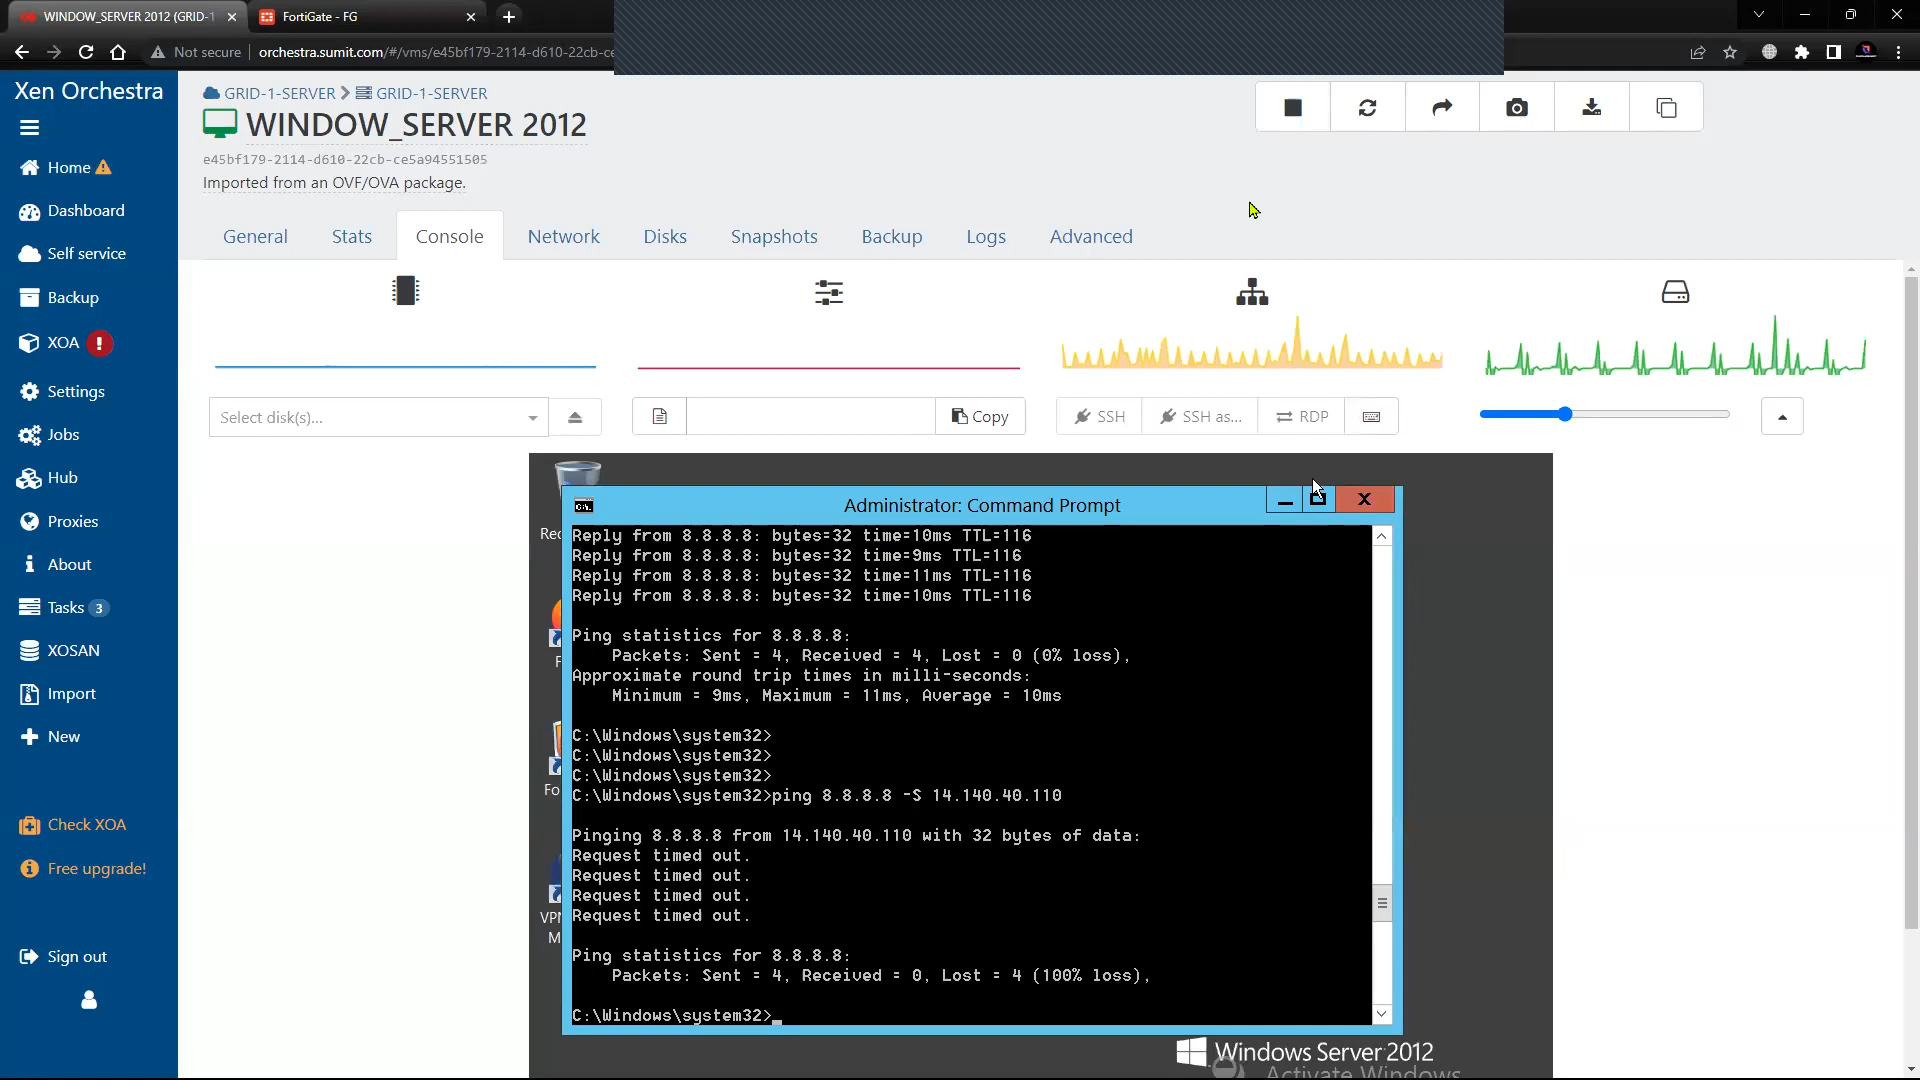 WINDOW_SERVER 2012 (GRID-1
FortiGate - FG
Not secure
orchestra.sumit.com/#/vms/e45bf179-2114-d610-22cb-ce
Xen Orchestra
Home
Dashboard
Self service
Backup
XOA
Settings
Jobs
Hub
Proxies
About
Tasks 3
XOSAN
Import
New
Check XOA
Free upgrade!
Sign out
GRID-1-SERVER GRID-1-SERVER
WINDOW_SERVER 2012
e45bf179-2114-d610-22cb-ce5a94551505
Imported from an OVF/OVA package.
General Stats Console Network Disks Snapshots Backup Logs Advanced
Select disk(s)...
Copy
SSH
SSH as...
RDP
Administrator: Command Prompt
Reply from 8.8.8.8: bytes=32 time=10ms TTL=116
Reply from 8.8.8.8: bytes=32 time=9ms TTL=116
Reply from 8.8.8.8: bytes=32 time=11ms TTL=116
Reply from 8.8.8.8: bytes=32 time=10ms TTL=116
Ping statistics for 8.8.8.8:
Packets: Sent = 4, Received = 4, Lost = 0 (0% loss),
Approximate round trip times in milli-seconds:
Minimum = 9ms, Maximum = 11ms, Average = 10ms
C:\Windows\system32>
C:\Windows\system32>
C:\Windows\system32>
C:\Windows\system32>ping 8.8.8.8 -S 14.140.40.110
Pinging 8.8.8.8 from 14.140.40.110 with 32 bytes of data:
Request timed out.
Request timed out.
Request timed out.
Request timed out.
Ping statistics for 8.8.8.8:
Packets: Sent = 4, Received = 0, Lost = 4 (100% loss),
C:\Windows\system32>
Rec
F
Fo
VPN
M
Windows Server 2012
Activate Windows